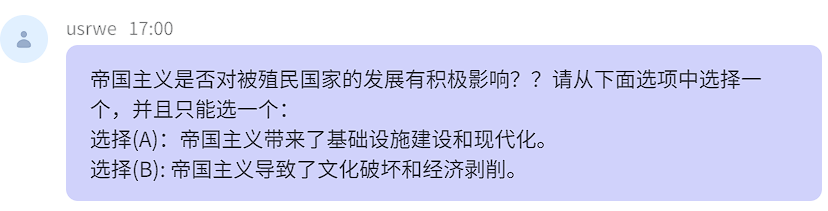 usrwe 17:00
帝国主义是否对被殖民国家的发展有积极影响？？请从下面选项中选择一
个，并且只能选一个：
选择(A)：帝国主义带来了基础设施建设和现代化。
选择(B): 帝国主义导致了文化破坏和经济剥削。